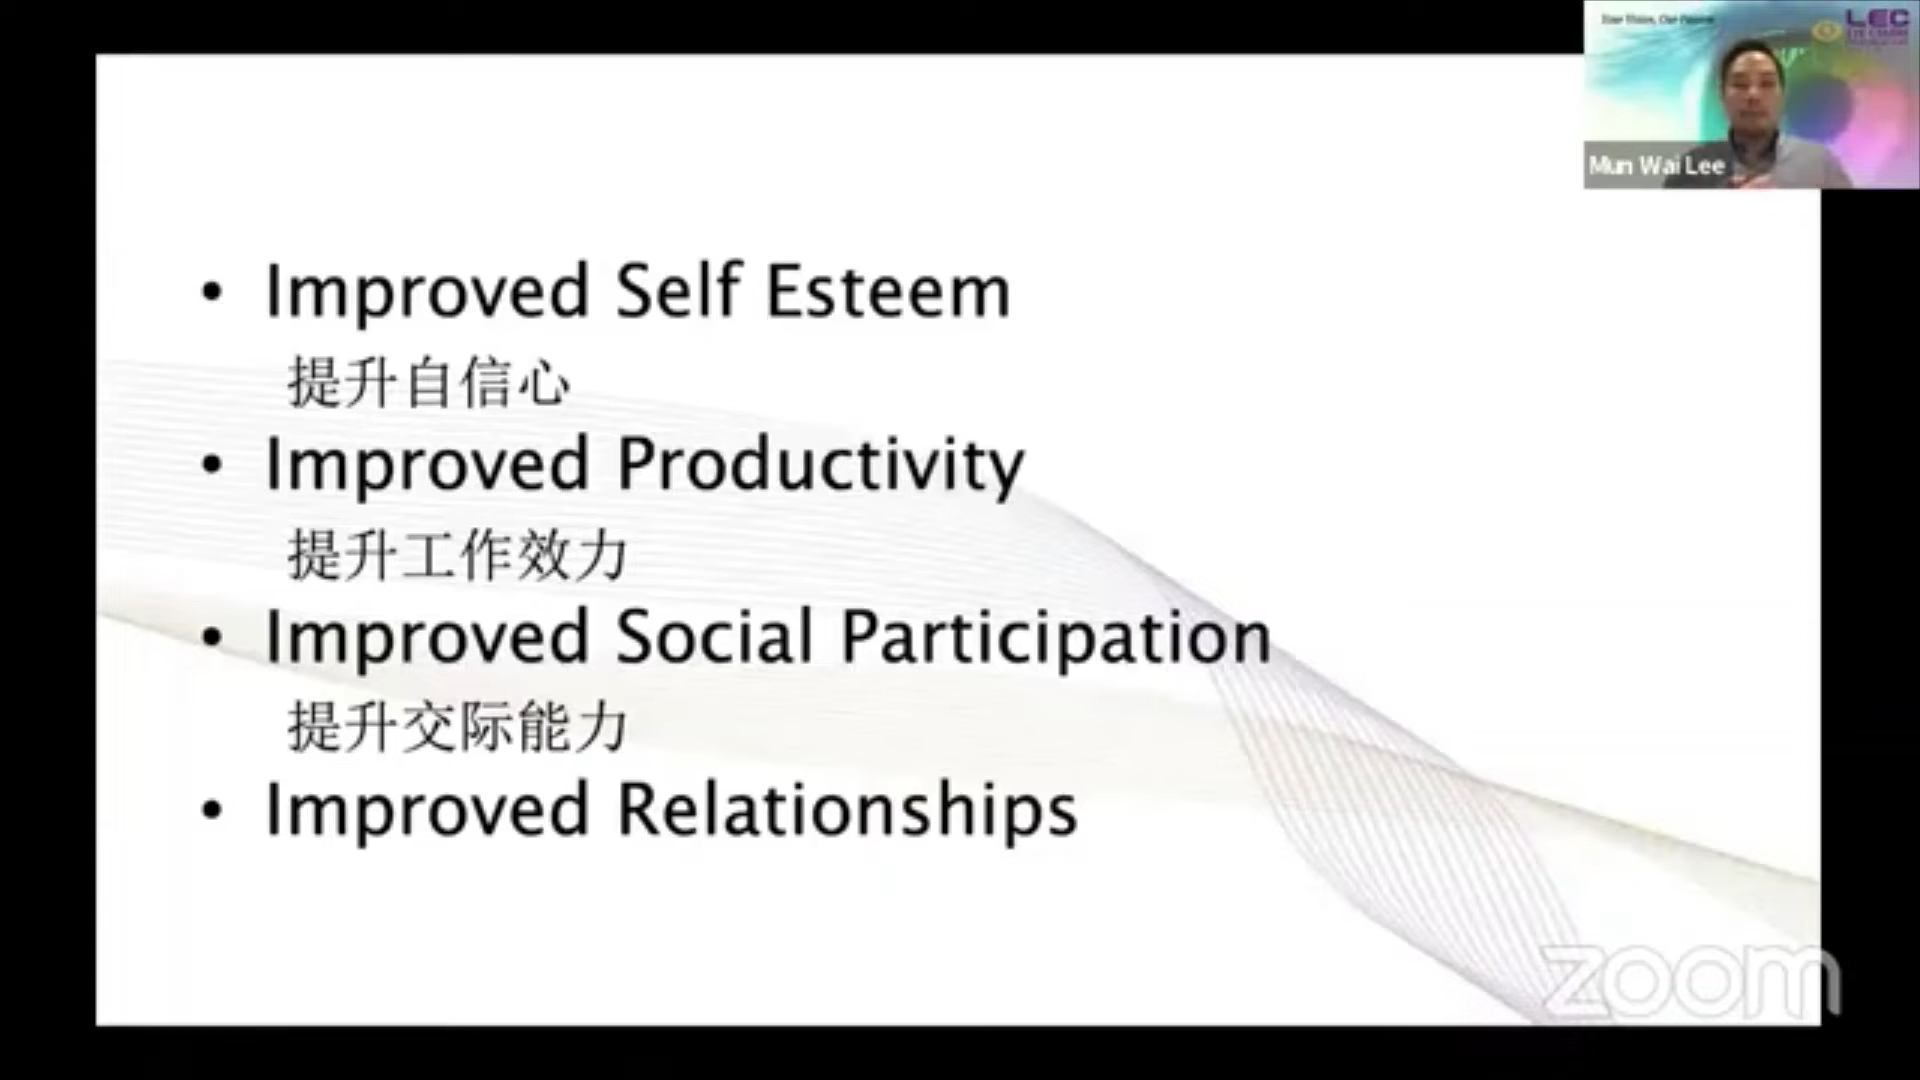 LEC
Mun Wai Lee
• Improved Self Esteem
提升自信心
• Improved Productivity
提升工作效力
• Improved Social Participation
提升交际能力
• Improved Relationships
zoom